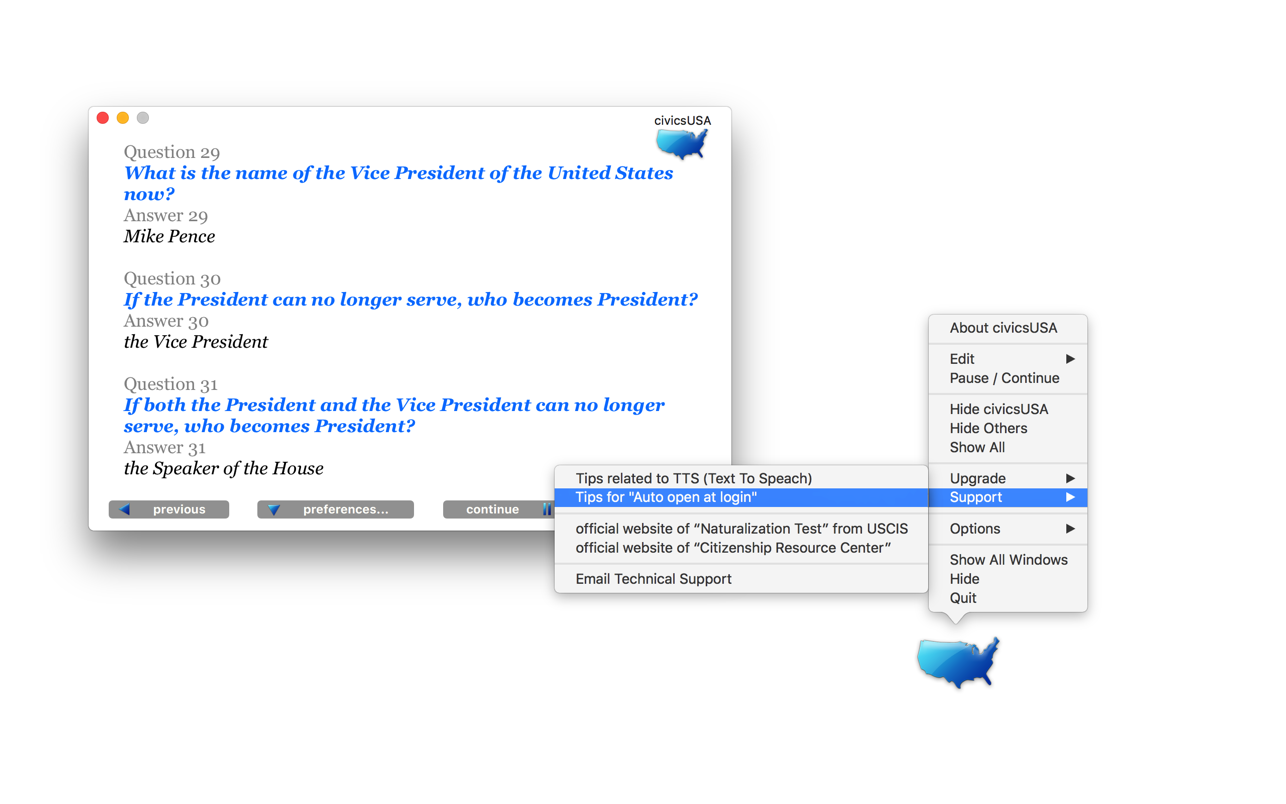 civicsUSA
Question 29
What is the name of the Vice President of the United States
now?
Answer 29
Mike Pence
Question 30
If the President can no longer serve, who becomes President?
Answer 30
the Vice President
Question 31
If both the President and the Vice President can no longer
serve, who becomes President?
Answer 31
the Speaker of the House
previous
preferences...
continue
Tips related to TTS (Text To Speach)
Tips for "Auto open at login"
official website of “Naturalization Test” from USCIS
official website of “Citizenship Resource Center”
Email Technical Support
About civicsUSA
Edit
Pause / Continue
Hide civicsUSA
Hide Others
Show All
Upgrade
Support
Options
Show All Windows
Hide
Quit